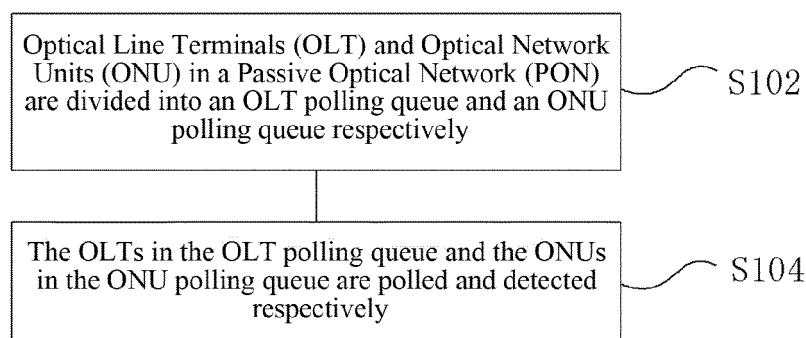 Optical Line Terminals (OLT) and Optical Network
Units (ONU) in a Passive Optical Network (PON)
are divided into an OLT polling queue and an ONU
polling queue respectively
S102
The OLTs in the OLT polling queue and the ONUs
in the ONU polling queue are polled and detected
respectively
S104